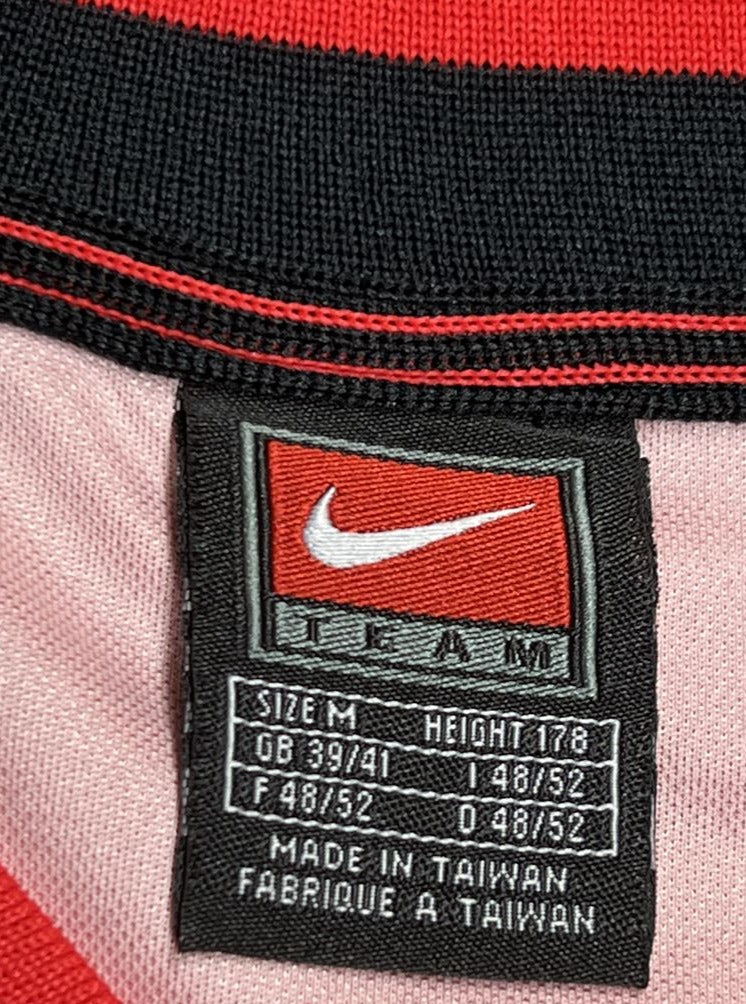 TEAM
SIZE M HEIGHT 178
GB 39/41 I 48/52
F 48/52 D 48/52
MADE IN TAIWAN
FABRIQUE A TAIWAN